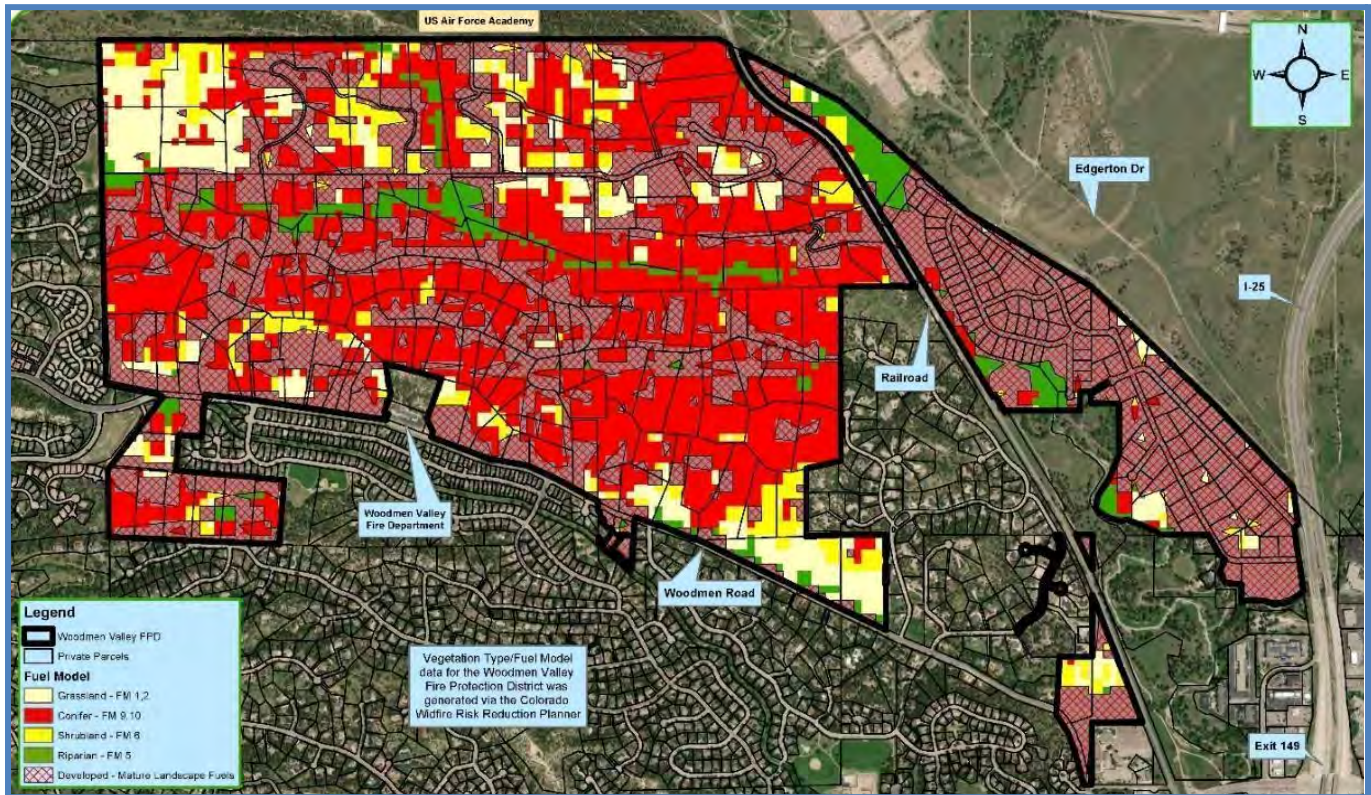 US Air Force Academy
N
W
E
S
Edgerton Dr
I-25
Railroad
Woodmen Valley
Fire Department
Woodmen Road
Exit 149
Vegetation Type/Fuel Model
data for the Woodmen Valley
Fire Protection District was
generated via the Colorado
Widfire Risk Reduction Planner
Legend
Woodmen Valley FPD
Private Parcels
Fuel Model
Grassland - FM 1,2
Conifer - FM 9,10
Shrubland - FM 6
Riparian - FM 5
Developed - Mature Landscape Fuels